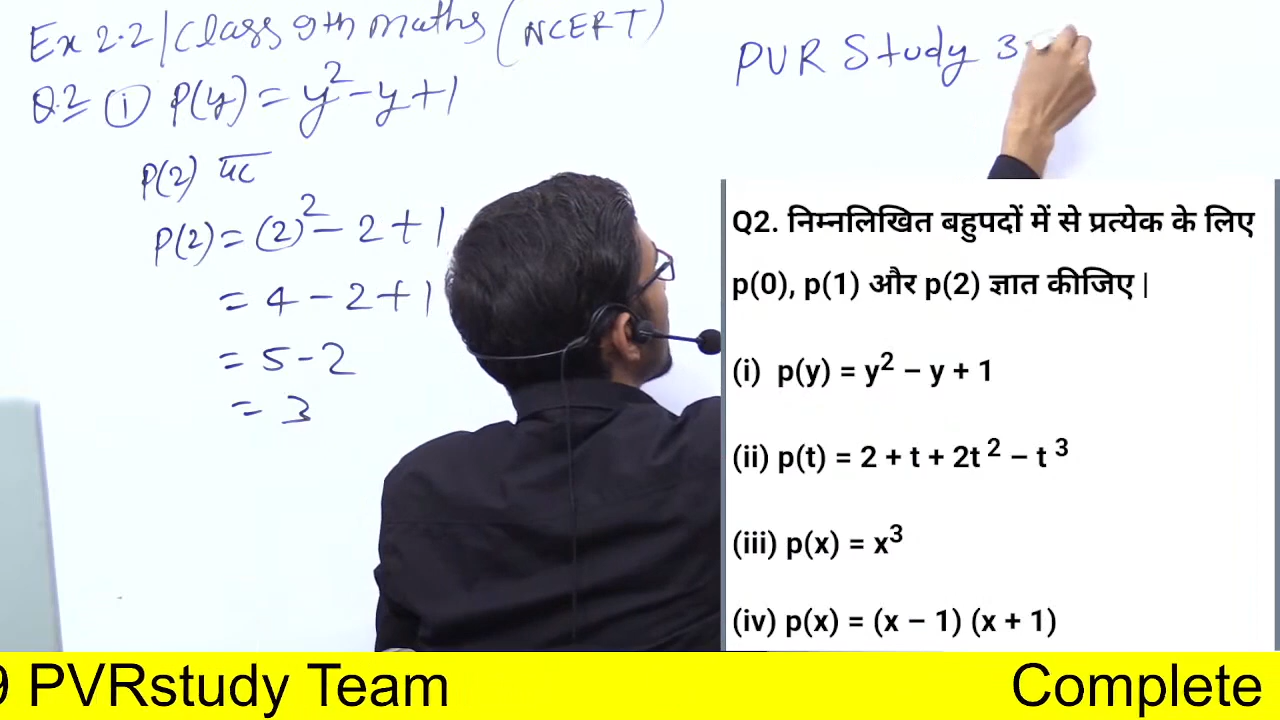 Ex 2.2 | Class 9th maths (NCERT)
Q.2 (i) P(y) = y² - y + 1
P(2) पर
P(2) = (2)² - 2 + 1
= 4 - 2 + 1
= 5 - 2
= 3
PVR Study 3
Q2. निम्नलिखित बहुपदों में से प्रत्येक के लिए
p(0), p(1) और p(2) ज्ञात कीजिए |
(i) p(y) = y² – y + 1
(ii) p(t) = 2 + t + 2t² – t³
(iii) p(x) = x³
(iv) p(x) = (x – 1) (x + 1)
9 PVRstudy Team Complete